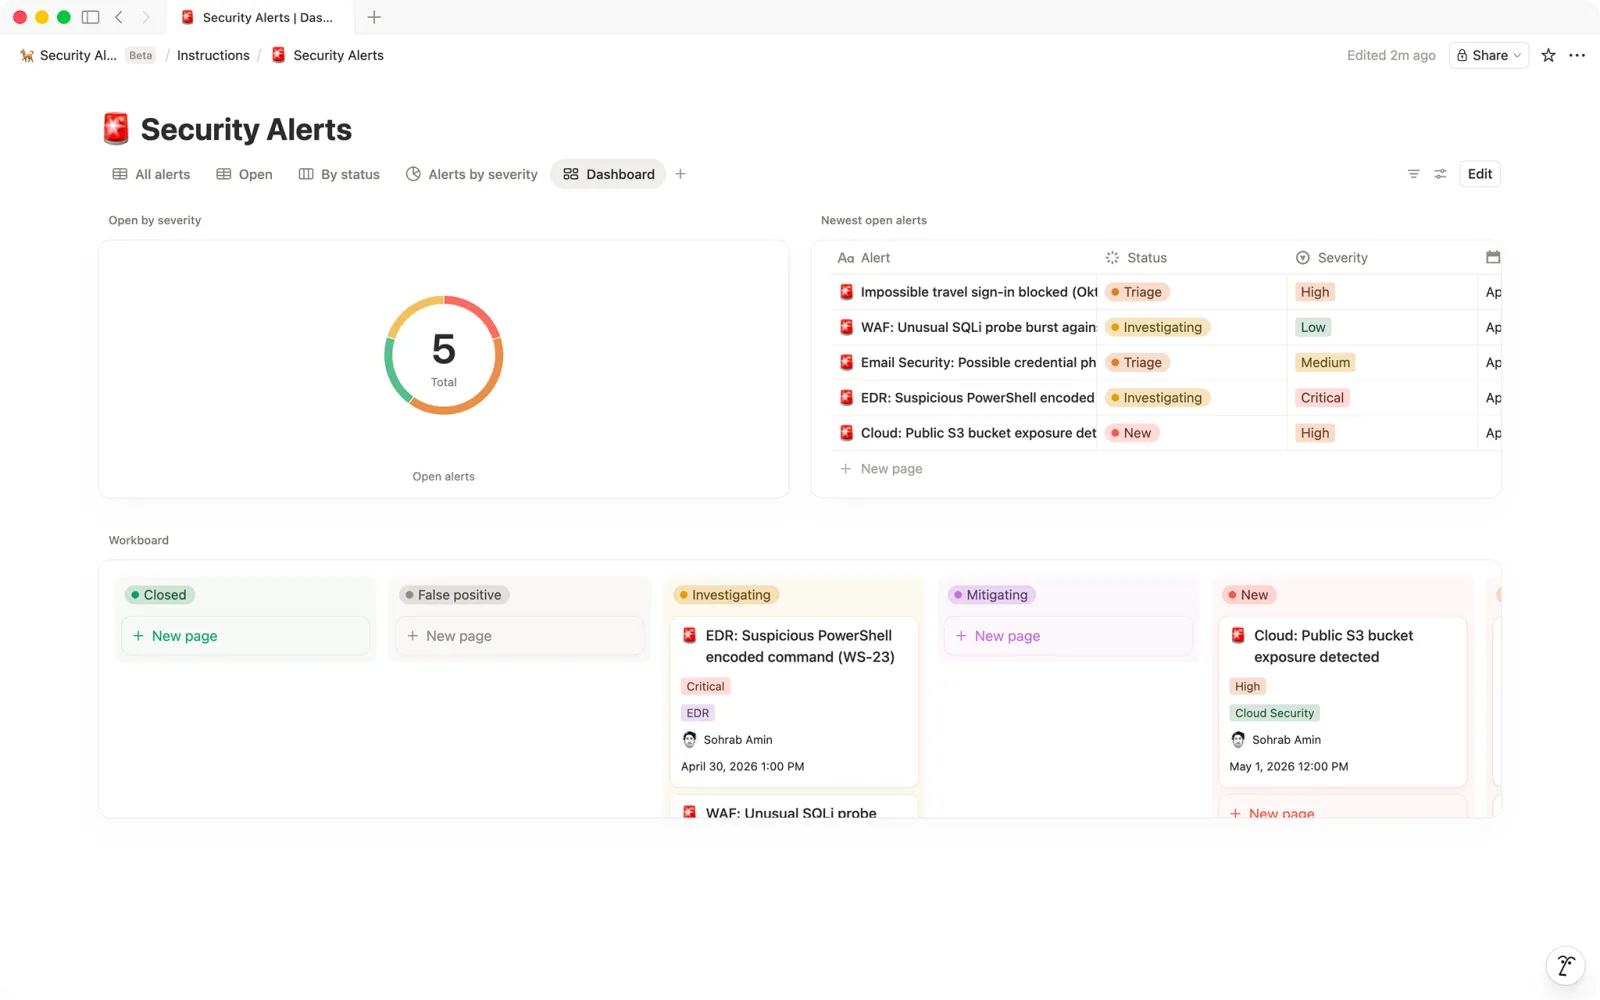 Security Alerts | Das...
Security Al... Beta / Instructions / Security Alerts
Edited 2m ago Share
Security Alerts
All alerts Open By status Alerts by severity Dashboard
Edit
Open by severity
5
Total
Open alerts
Newest open alerts
Aa Alert Status Severity
Impossible travel sign-in blocked (Okt Triage High Ap
WAF: Unusual SQLi probe burst again Investigating Low Ap
Email Security: Possible credential ph Triage Medium Ap
EDR: Suspicious PowerShell encoded Investigating Critical Ap
Cloud: Public S3 bucket exposure det New High Ap
+ New page
Workboard
Closed
+ New page
False positive
+ New page
Investigating
EDR: Suspicious PowerShell
encoded command (WS-23)
Critical
EDR
Sohrab Amin
April 30, 2026 1:00 PM
WAF: Unusual SQLi probe
Mitigating
+ New page
New
Cloud: Public S3 bucket
exposure detected
High
Cloud Security
Sohrab Amin
May 1, 2026 12:00 PM
+ New page